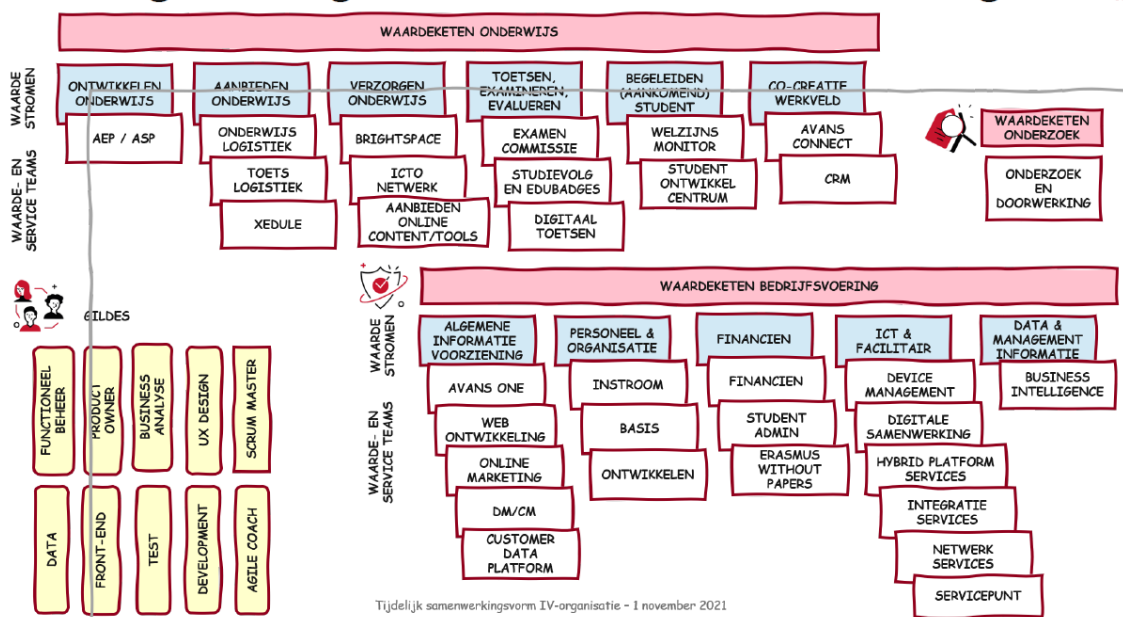 WAARDEKETEN ONDERWIJS
WAARDE
STROMEN
ONTWIKKELEN
ONDERWIJS
AANBIEDEN
ONDERWIJS
VERZORGEN
ONDERWIJS
TOETSEN,
EXAMINEREN,
EVALUEREN
BEGELEIDEN
(AANKOMEND)
STUDENT
CO-CREATIE
WERKVELD
WAARDE- EN
SERVICE TEAMS
AEP / ASP
ONDERWIJS
LOGISTIEK
TOETS
LOGISTIEK
XEDULE
BRIGHTSPACE
ICTO
NETWERK
AANBIEDEN
ONLINE
CONTENT/TOOLS
EXAMEN
COMMISSIE
STUDIEVOLG
EN EDUBADGES
DIGITAAL
TOETSEN
WELZIJNS
MONITOR
STUDENT
ONTWIKKEL
CENTRUM
AVANS
CONNECT
CRM
WAARDEKETEN
ONDERZOEK
ONDERZOEK
EN
DOORWERKING
GILDES
FUNCTIONEEL
BEHEER
PRODUCT
OWNER
BUSINESS
ANALYSE
UX DESIGN
SCRUM MASTER
DATA
FRONT-END
TEST
DEVELOPMENT
AGILE COACH
WAARDEKETEN BEDRIJFSVOERING
WAARDE
STROMEN
ALGEMENE
INFORMATIE
VOORZIENING
PERSONEEL &
ORGANISATIE
FINANCIEN
ICT &
FACILITAIR
DATA &
MANAGEMENT
INFORMATIE
WAARDE- EN
SERVICE TEAMS
AVANS ONE
WEB
ONTWIKKELING
ONLINE
MARKETING
DM/CM
CUSTOMER
DATA
PLATFORM
INSTROOM
BASIS
ONTWIKKELEN
FINANCIEN
STUDENT
ADMIN
ERASMUS
WITHOUT
PAPERS
DEVICE
MANAGEMENT
DIGITALE
SAMENWERKING
HYBRID PLATFORM
SERVICES
INTEGRATIE
SERVICES
NETWERK
SERVICES
SERVICEPUNT
BUSINESS
INTELLIGENCE
Tijdelijk samenwerkingsvorm IV-organisatie - 1 november 2021